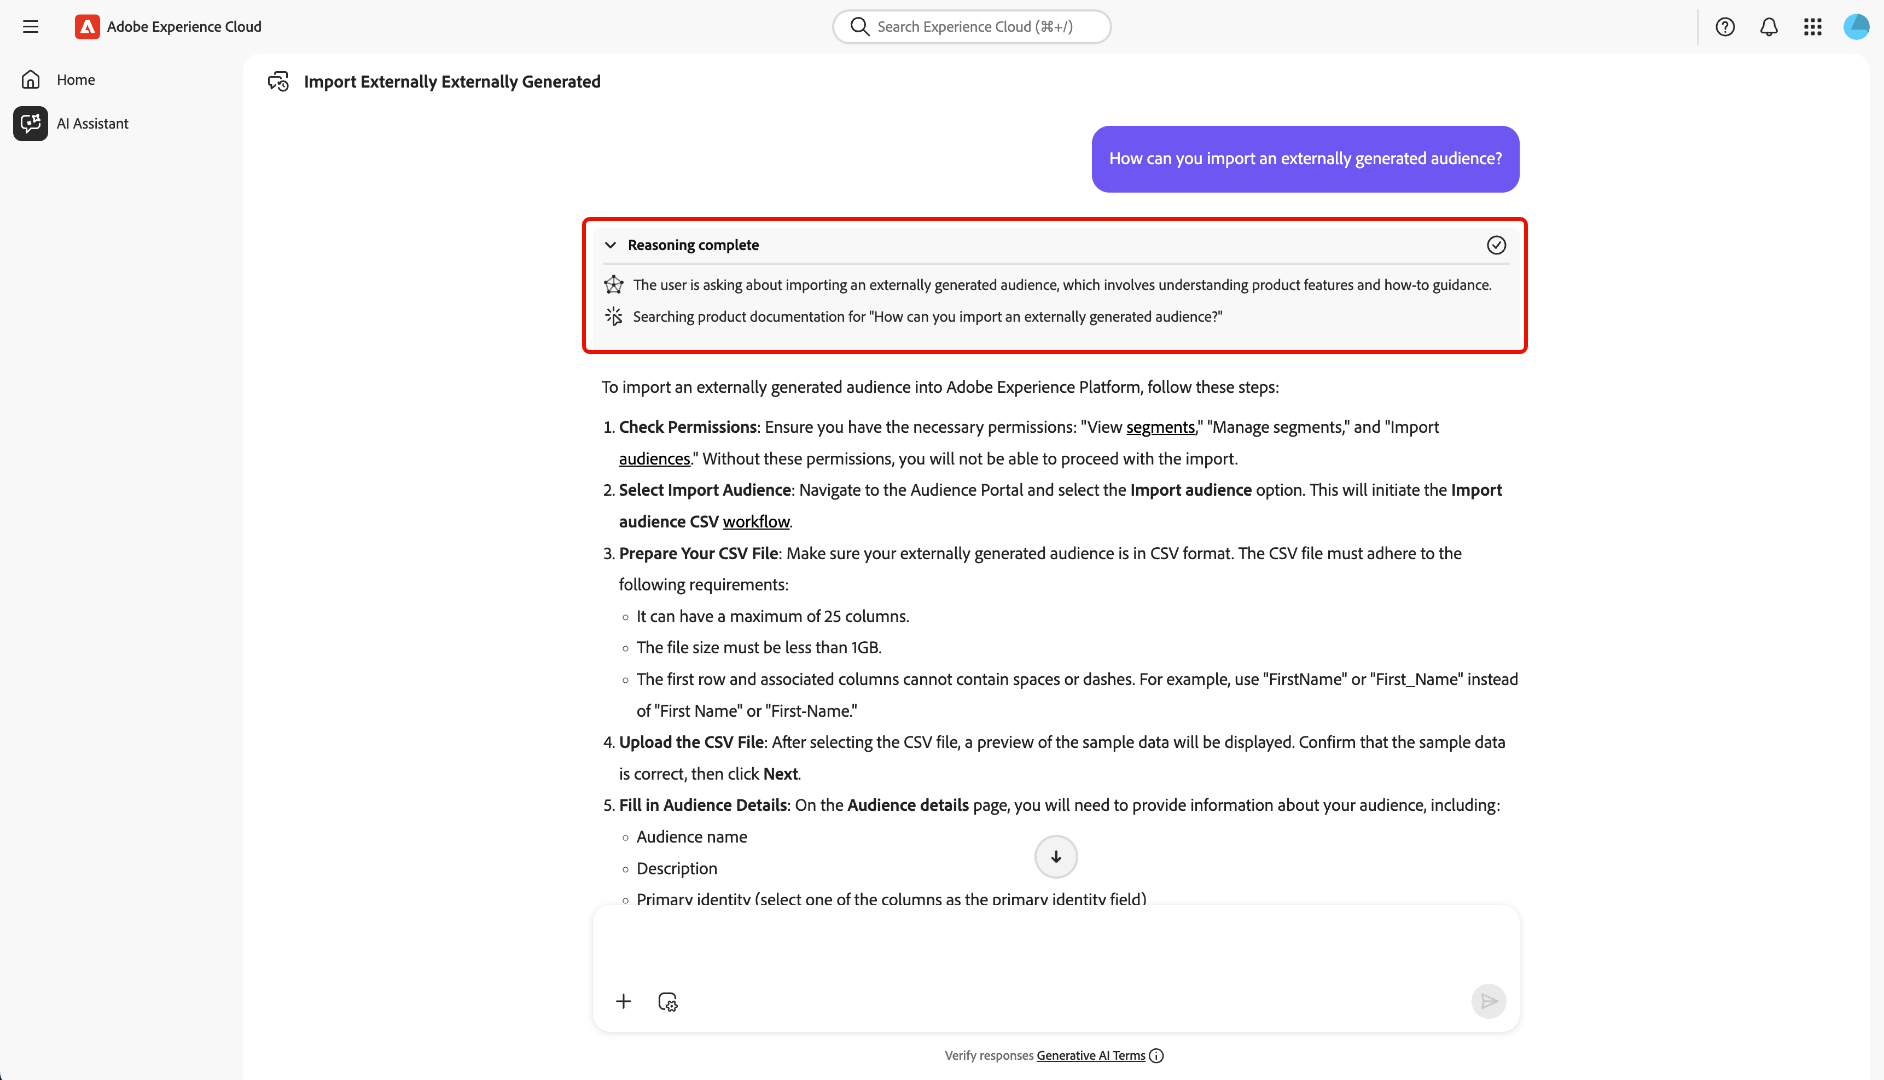 Adobe Experience Cloud
Search Experience Cloud (⌘+/)
Home
AI Assistant
Import Externally Externally Generated
How can you import an externally generated audience?
Reasoning complete
The user is asking about importing an externally generated audience, which involves understanding product features and how-to guidance.
Searching product documentation for "How can you import an externally generated audience?"
To import an externally generated audience into Adobe Experience Platform, follow these steps:
1. Check Permissions: Ensure you have the necessary permissions: "View segments," "Manage segments," and "Import
audiences." Without these permissions, you will not be able to proceed with the import.
2. Select Import Audience: Navigate to the Audience Portal and select the Import audience option. This will initiate the Import
audience CSV workflow.
3. Prepare Your CSV File: Make sure your externally generated audience is in CSV format. The CSV file must adhere to the
following requirements:
◦ It can have a maximum of 25 columns.
◦ The file size must be less than 1GB.
◦ The first row and associated columns cannot contain spaces or dashes. For example, use "FirstName" or "First_Name" instead
of "First Name" or "First-Name."
4. Upload the CSV File: After selecting the CSV file, a preview of the sample data will be displayed. Confirm that the sample data
is correct, then click Next.
5. Fill in Audience Details: On the Audience details page, you will need to provide information about your audience, including:
◦ Audience name
◦ Description
◦ Primary identity (select one of the columns as the primary identity field)
Verify responses Generative AI Terms